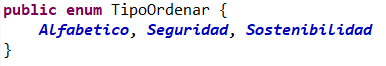 public enum TipoOrdenar {
    Alfabetico, Seguridad, Sostenibilidad
}